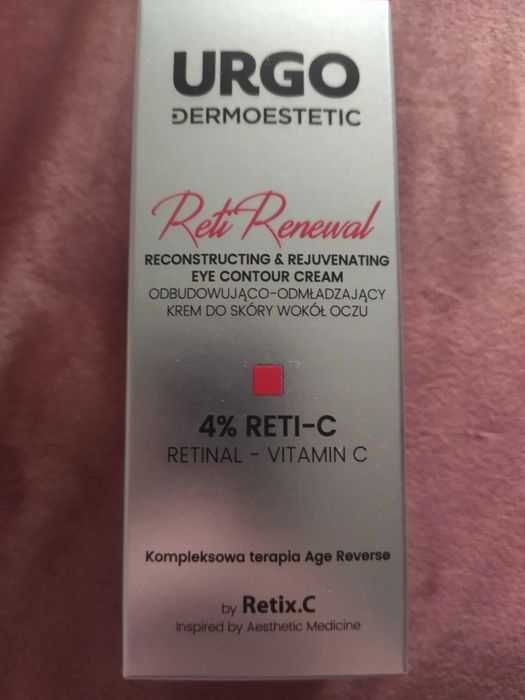 URGO
DERMOESTETIC
Reti Renewal
RECONSTRUCTING & REJUVENATING
EYE CONTOUR CREAM
ODBUDOWUJĄCO-ODMŁADZAJĄCY
KREM DO SKÓRY WOKÓŁ OCZU
4% RETI-C
RETINAL - VITAMIN C
Kompleksowa terapia Age Reverse
by Retix.C
Inspired by Aesthetic Medicine